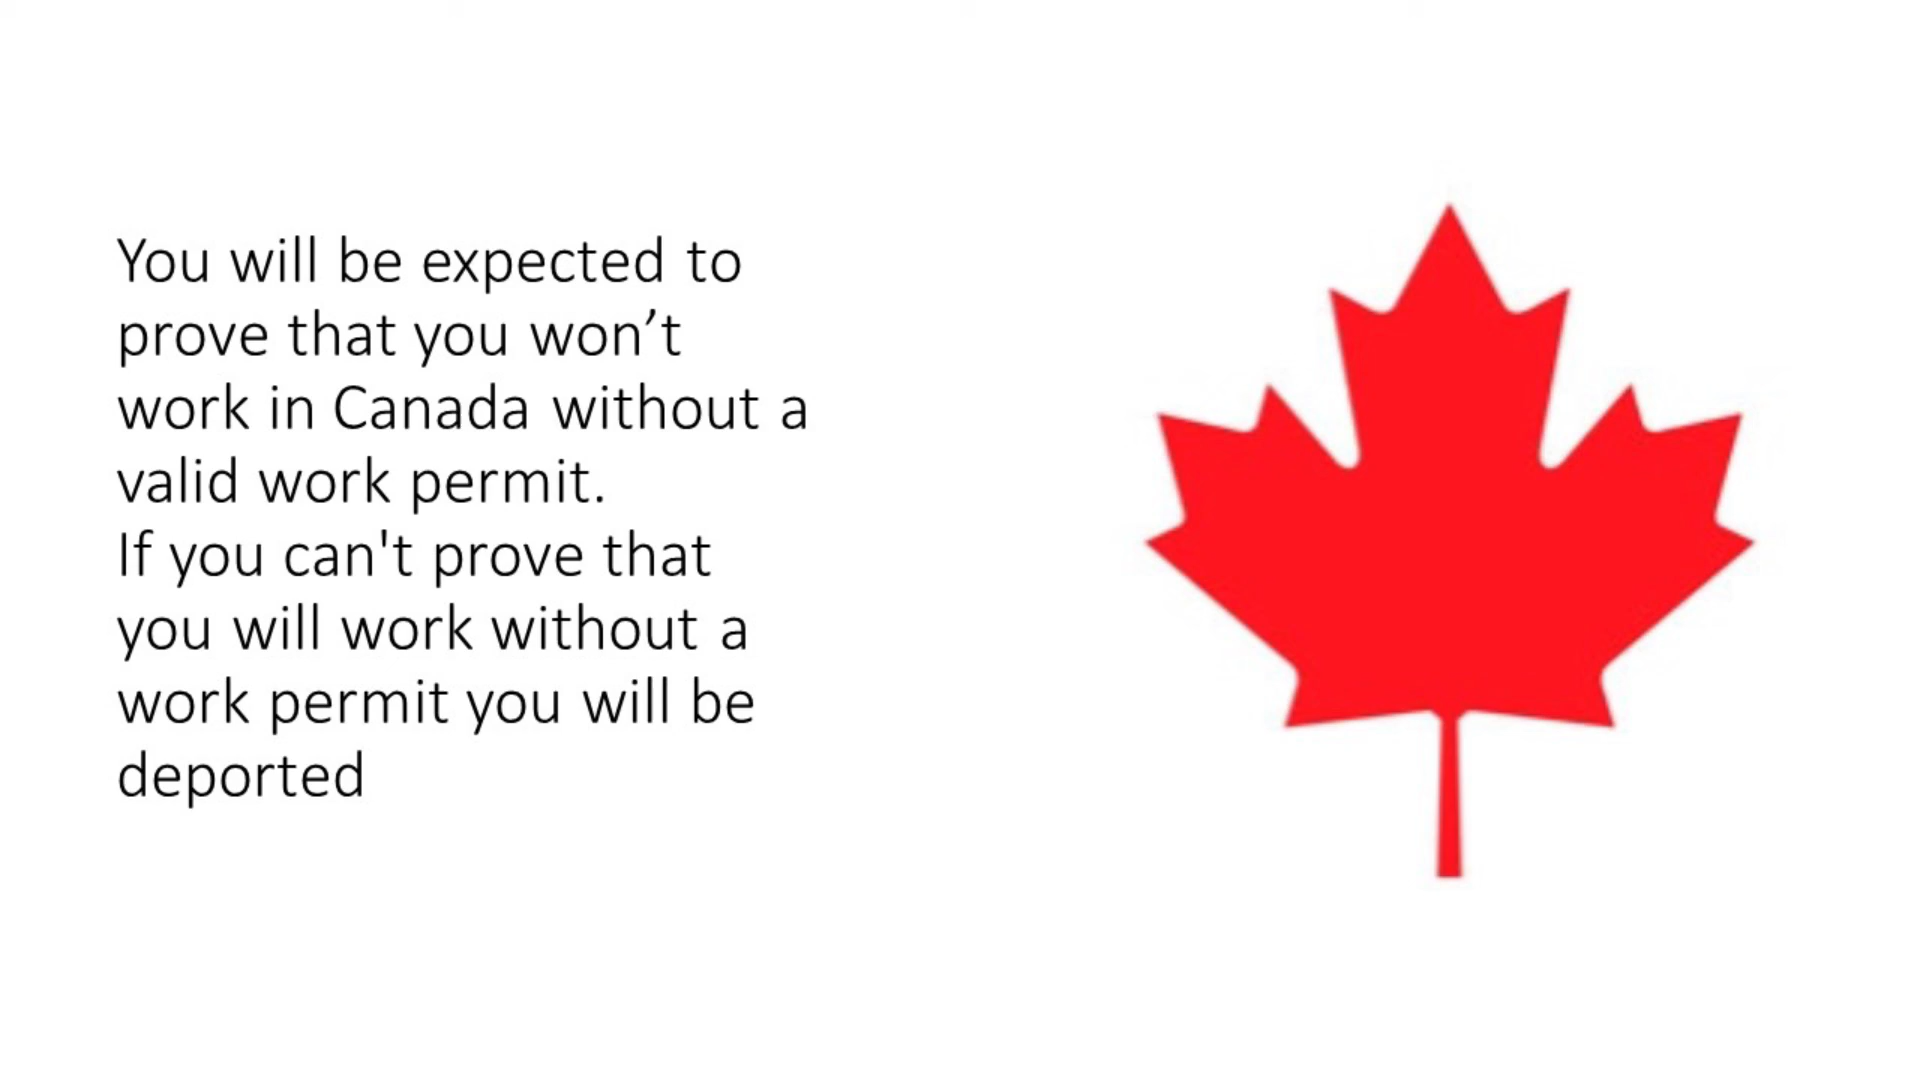 You will be expected to
prove that you won’t
work in Canada without a
valid work permit.
If you can't prove that
you will work without a
work permit you will be
deported